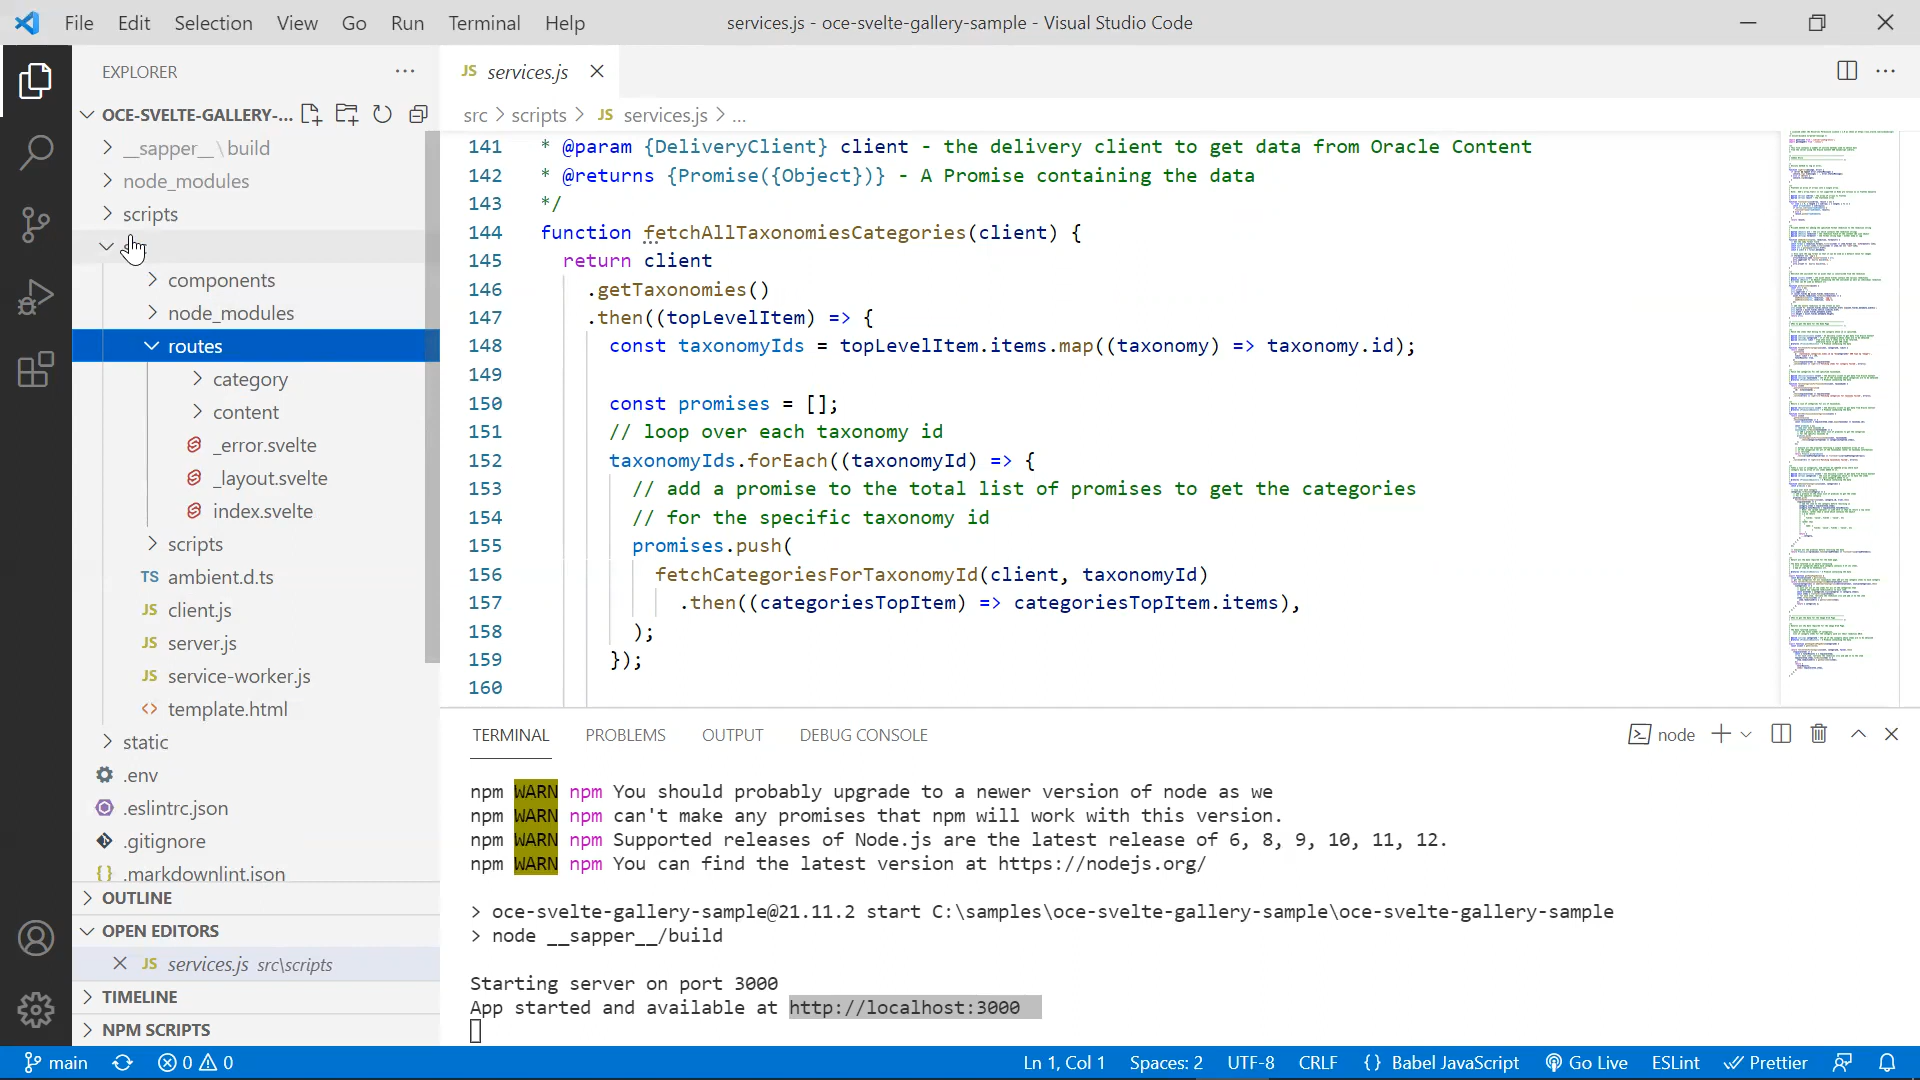 File Edit Selection View Go Run Terminal Help services.js - oce-svelte-gallery-sample - Visual Studio Code
EXPLORER
OCE-SVELTE-GALLERY-...
__sapper__\build
node_modules
scripts
components
node_modules
routes
category
content
_error.svelte
_layout.svelte
index.svelte
scripts
TS ambient.d.ts
JS client.js
JS server.js
JS service-worker.js
<> template.html
static
.env
.eslintrc.json
.gitignore
{} .markdownlint.json
OUTLINE
OPEN EDITORS
JS services.js src\scripts
TIMELINE
NPM SCRIPTS
JS services.js
src > scripts > JS services.js > ...
141 * @param {DeliveryClient} client - the delivery client to get data from Oracle Content
142 * @returns {Promise({Object})} - A Promise containing the data
143 */
144 function fetchAllTaxonomiesCategories(client) {
145 return client
146 .getTaxonomies()
147 .then((topLevelItem) => {
148 const taxonomyIds = topLevelItem.items.map((taxonomy) => taxonomy.id);
149
150 const promises = [];
151 // loop over each taxonomy id
152 taxonomyIds.forEach((taxonomyId) => {
153 // add a promise to the total list of promises to get the categories
154 // for the specific taxonomy id
155 promises.push(
156 fetchCategoriesForTaxonomyId(client, taxonomyId)
157 .then((categoriesTopItem) => categoriesTopItem.items),
158 );
159 });
160
TERMINAL PROBLEMS OUTPUT DEBUG CONSOLE node
npm WARN npm You should probably upgrade to a newer version of node as we
npm WARN npm can't make any promises that npm will work with this version.
npm WARN npm Supported releases of Node.js are the latest release of 6, 8, 9, 10, 11, 12.
npm WARN npm You can find the latest version at https://nodejs.org/
> oce-svelte-gallery-sample@21.11.2 start C:\samples\oce-svelte-gallery-sample\oce-svelte-gallery-sample
> node __sapper__/build
Starting server on port 3000
App started and available at http://localhost:3000
main 0 0 Ln 1, Col 1 Spaces: 2 UTF-8 CRLF {} Babel JavaScript Go Live ESLint Prettier